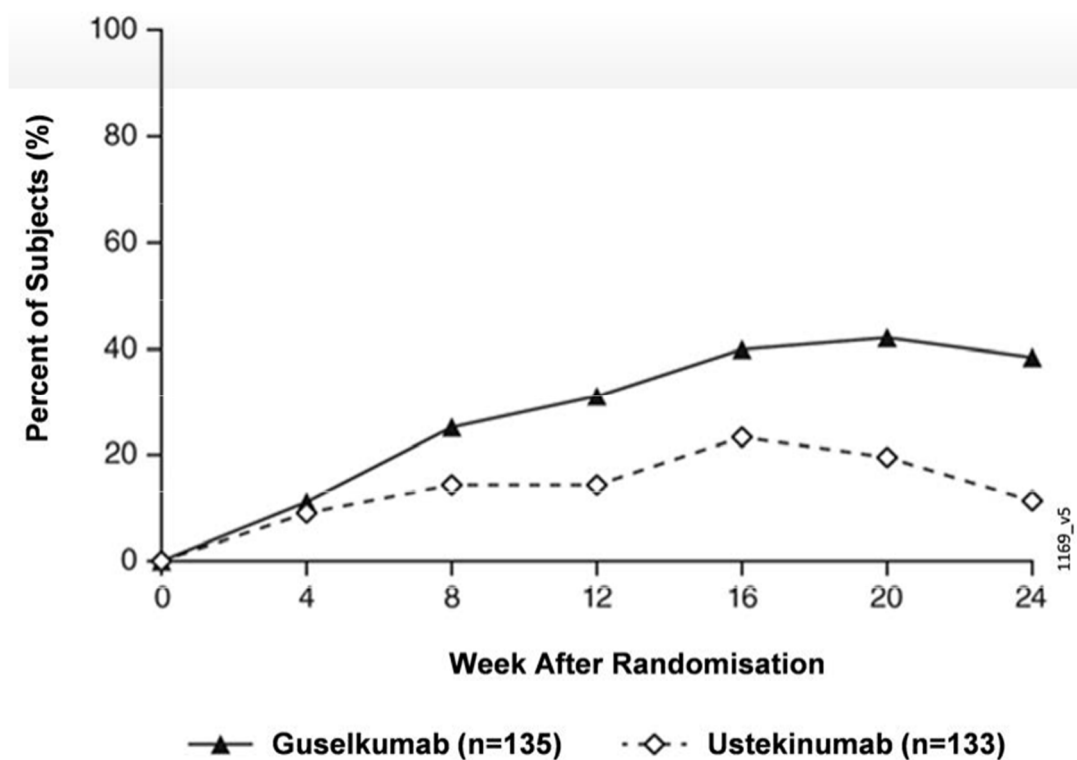 100
80
60
40
20
0
Percent of Subjects (%)
0 4 8 12 16 20 24
Week After Randomisation
Guselkumab (n=135) Ustekinumab (n=133)
1169_v5